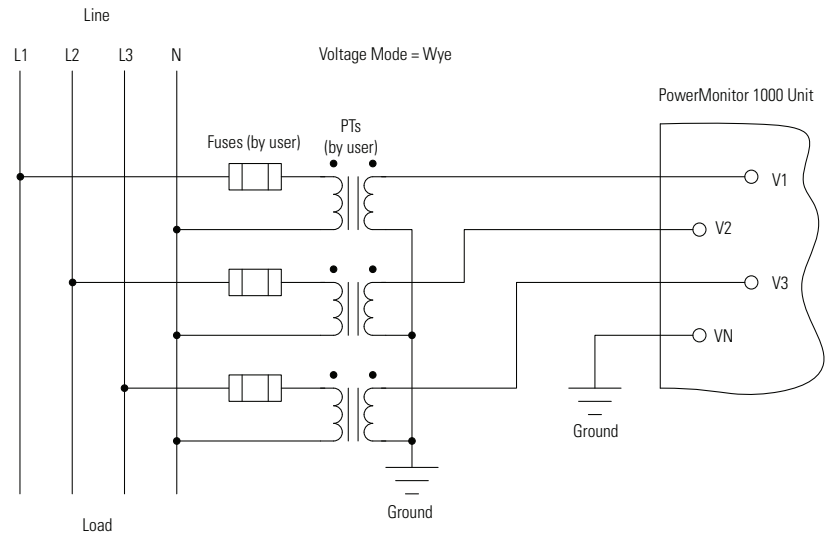 Line
L1
L2
L3
N
Voltage Mode = Wye
PowerMonitor 1000 Unit
Fuses (by user)
PTs
(by user)
V1
V2
V3
VN
Ground
Ground
Load